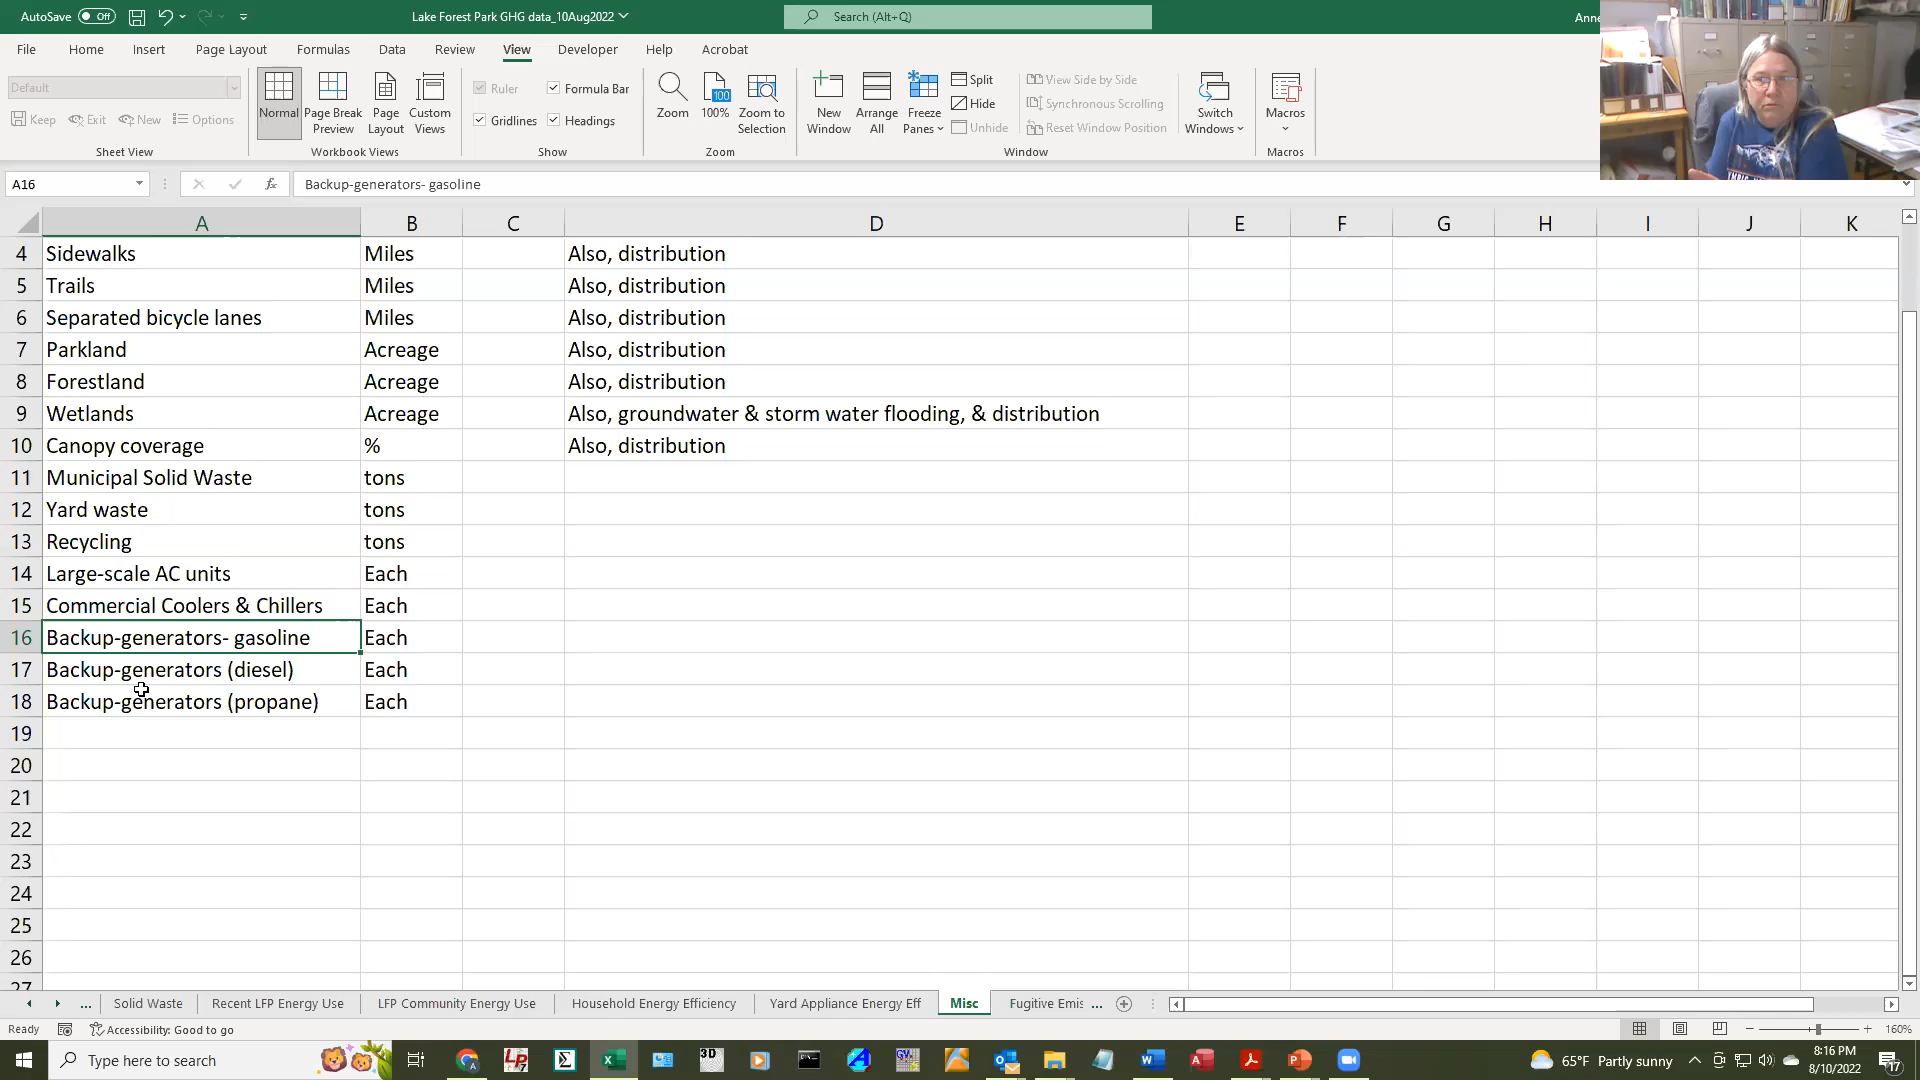 AutoSave Off Lake Forest Park GHG data_10Aug2022 Search (Alt+Q) Anne
File Home Insert Page Layout Formulas Data Review View Developer Help Acrobat
Default
Keep Exit New Options
Sheet View
Normal
Page Break Preview
Page Layout
Custom Views
Workbook Views
Ruler Formula Bar
Gridlines Headings
Show
Zoom
100%
Zoom to Selection
Zoom
New Window
Arrange All
Freeze Panes
Split
Hide
Unhide
View Side by Side
Synchronous Scrolling
Reset Window Position
Window
Switch Windows
Macros
Macros
A16 fx Backup-generators- gasoline
A B C D E F G H I J K
4 Sidewalks Miles Also, distribution
5 Trails Miles Also, distribution
6 Separated bicycle lanes Miles Also, distribution
7 Parkland Acreage Also, distribution
8 Forestland Acreage Also, distribution
9 Wetlands Acreage Also, groundwater & storm water flooding, & distribution
10 Canopy coverage % Also, distribution
11 Municipal Solid Waste tons
12 Yard waste tons
13 Recycling tons
14 Large-scale AC units Each
15 Commercial Coolers & Chillers Each
16 Backup-generators- gasoline Each
17 Backup-generators (diesel) Each
18 Backup-generators (propane) Each
19
20
21
22
23
24
25
26
27
... Solid Waste Recent LFP Energy Use LFP Community Energy Use Household Energy Efficiency Yard Appliance Energy Eff Misc Fugitive Emis ...
Ready Accessibility: Good to go 160%
Type here to search 65°F Partly sunny 8:16 PM
8/10/2022 17